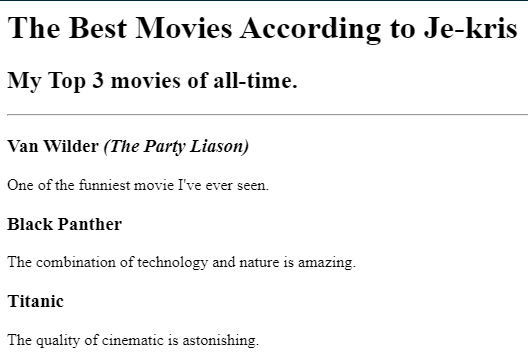 The Best Movies According to Je-kris
My Top 3 movies of all-time.
Van Wilder (The Party Liason)
One of the funniest movie I've ever seen.
Black Panther
The combination of technology and nature is amazing.
Titanic
The quality of cinematic is astonishing.